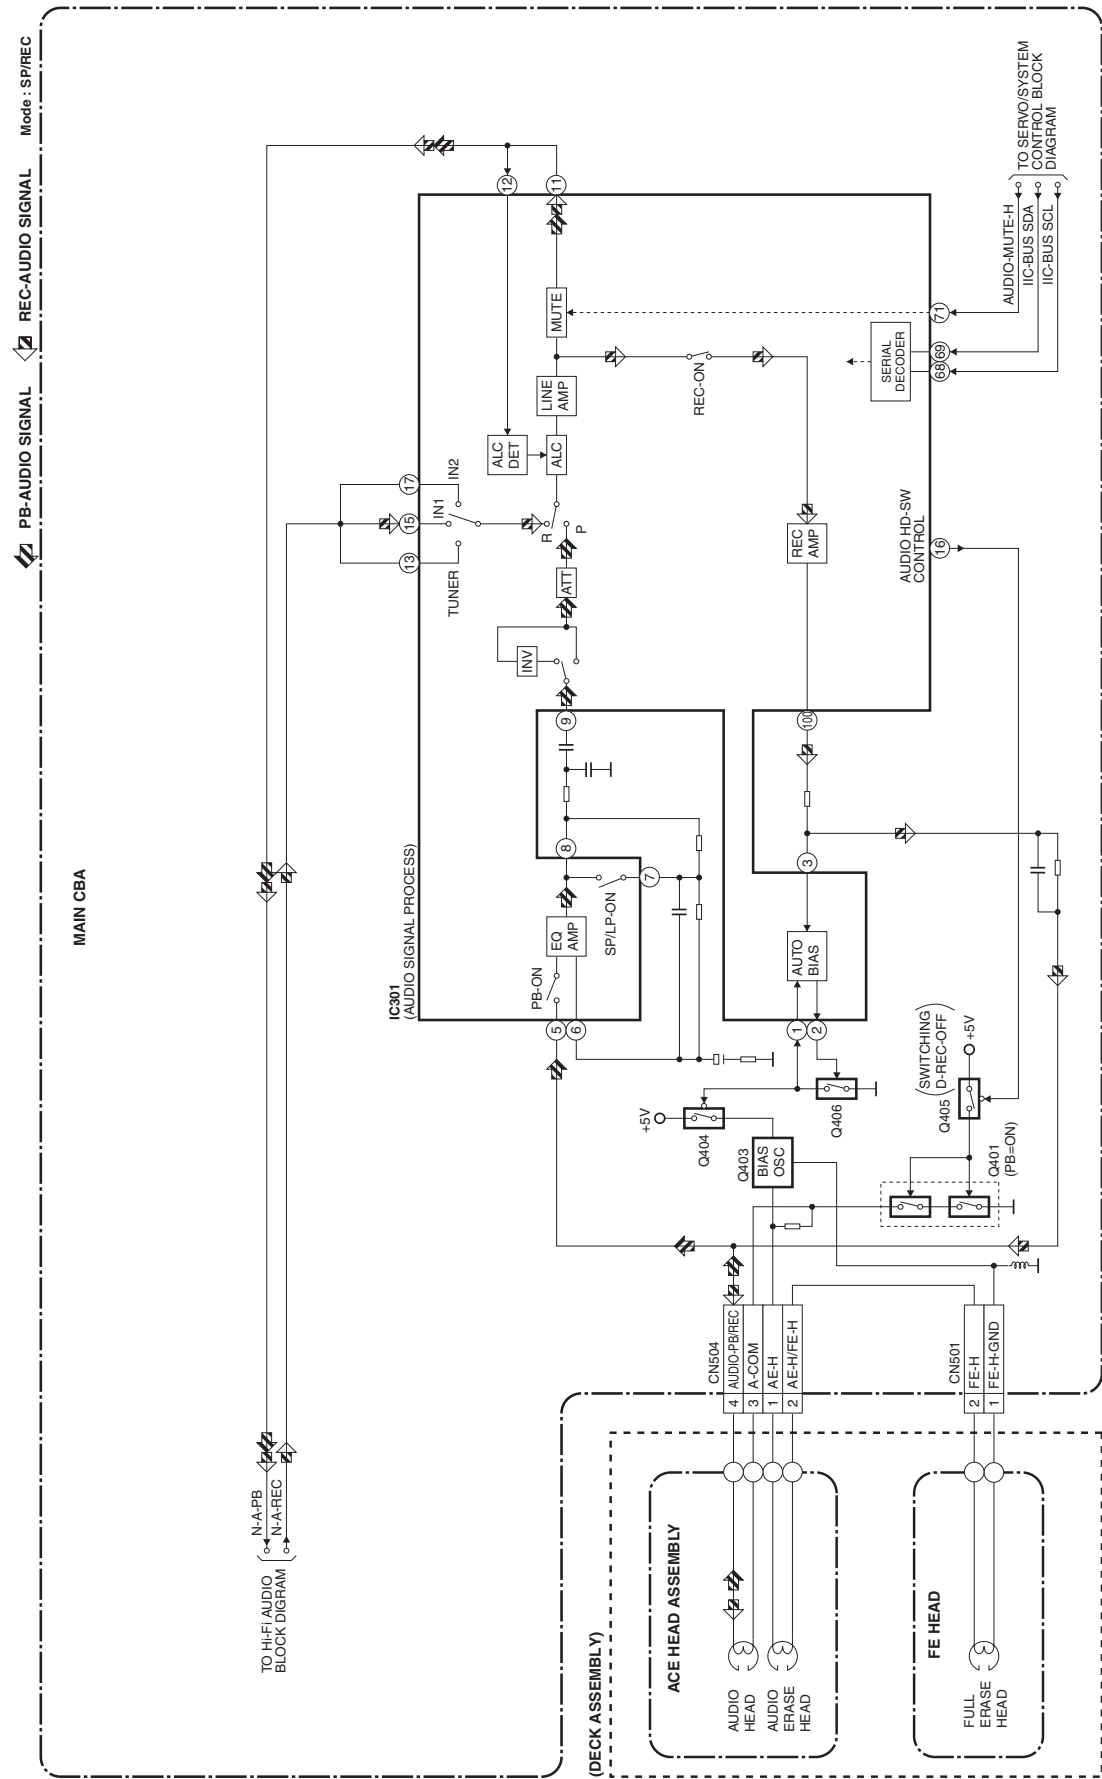 PB-AUDIO SIGNAL
REC-AUDIO SIGNAL
Mode : SP/REC
MAIN CBA
TO Hi-Fi AUDIO
BLOCK DIGRAM
N-A-PB
N-A-REC
IC301
(AUDIO SIGNAL PROCESS)
13
15
17
12
11
TUNER
IN1
IN2
ALC
DET
R
P
ALC
LINE
AMP
MUTE
INV
ATT
9
8
7
5
6
PB-ON
EQ
AMP
SP/LP-ON
REC-ON
REC
AMP
SERIAL
DECODER
68
69
71
AUDIO-MUTE-H
IIC-BUS SDA
IIC-BUS SCL
TO SERVO/SYSTEM
CONTROL BLOCK
DIAGRAM
AUDIO HD-SW
CONTROL
16
100
3
AUTO
BIAS
1
2
+5V
Q404
Q406
Q403
BIAS
OSC
Q405
(SWITCHING
D-REC-OFF)
+5V
Q401
(PB=ON)
CN504
4 AUDIO-PB/REC
3 A-COM
1 AE-H
2 AE-H/FE-H
CN501
2 FE-H
1 FE-H-GND
(DECK ASSEMBLY)
ACE HEAD ASSEMBLY
AUDIO
HEAD
AUDIO
ERASE
HEAD
FE HEAD
FULL
ERASE
HEAD